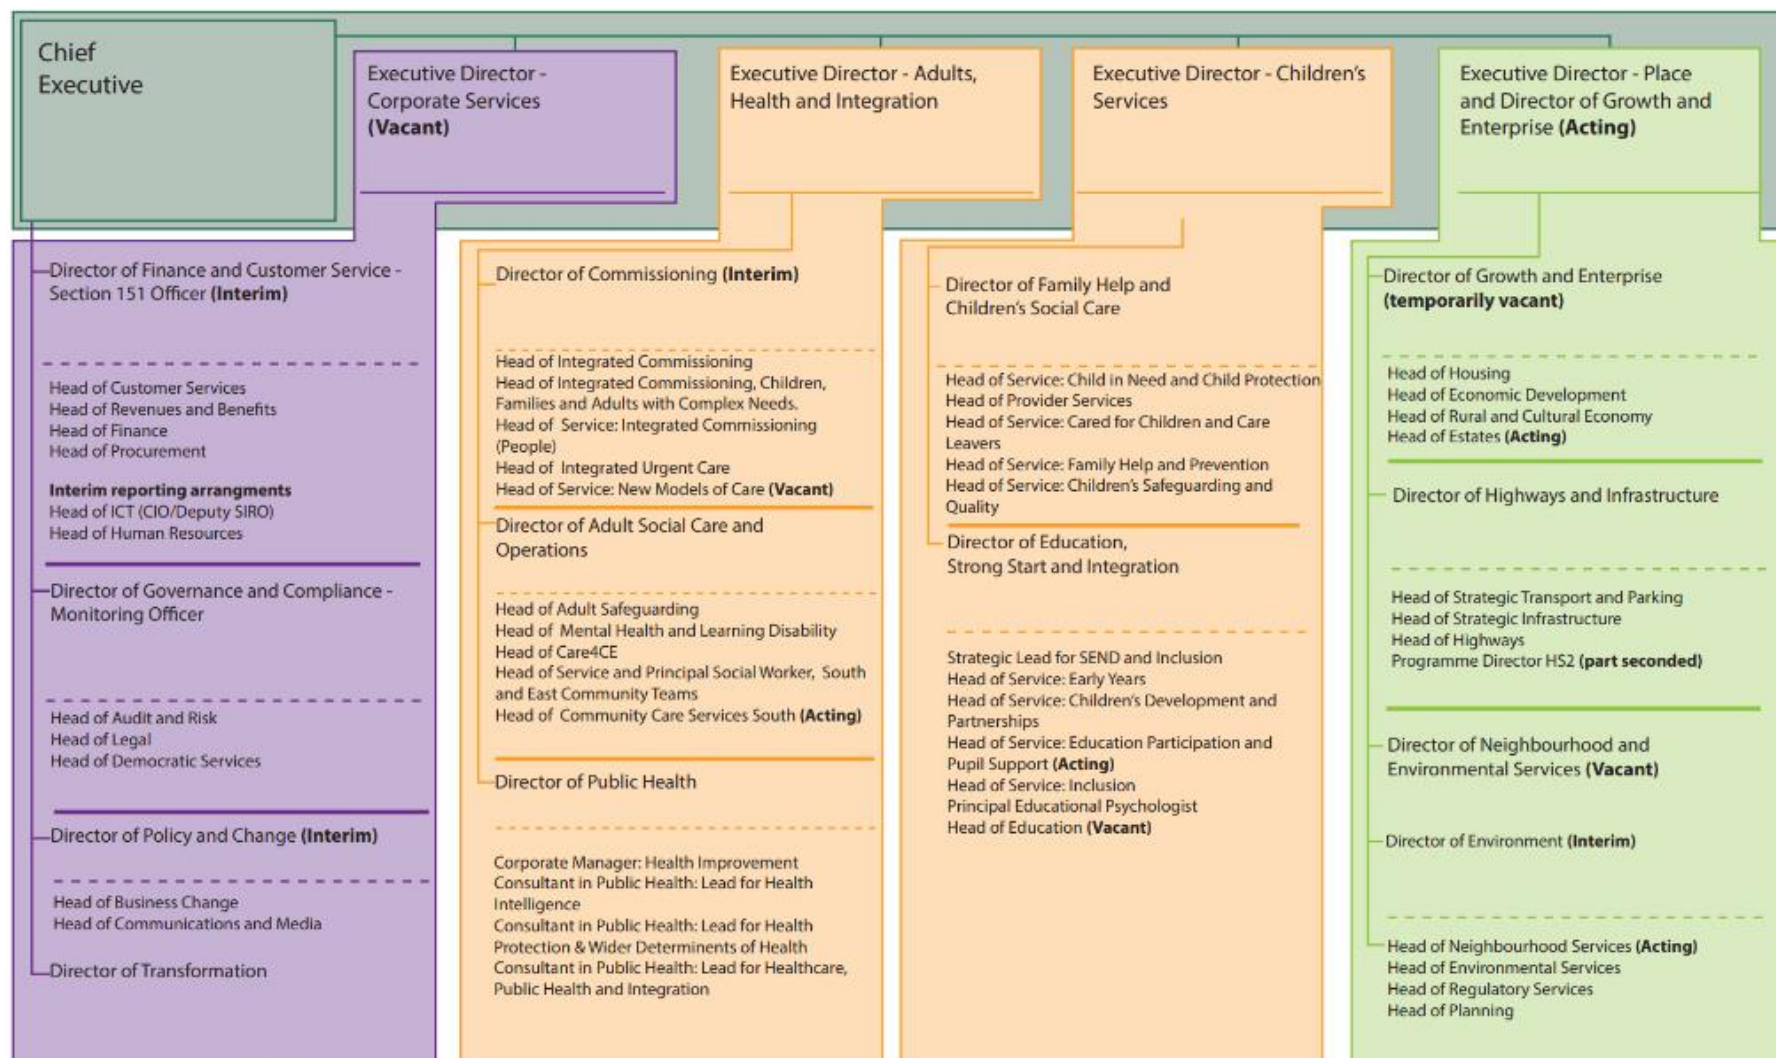 Chief
Executive
Executive Director -
Corporate Services
(Vacant)
Executive Director - Adults,
Health and Integration
Executive Director - Children's
Services
Executive Director - Place
and Director of Growth and
Enterprise (Acting)
Director of Finance and Customer Service -
Section 151 Officer (Interim)
Head of Customer Services
Head of Revenues and Benefits
Head of Finance
Head of Procurement
Interim reporting arrangments
Head of ICT (CIO/Deputy SIRO)
Head of Human Resources
Director of Governance and Compliance -
Monitoring Officer
Head of Audit and Risk
Head of Legal
Head of Democratic Services
Director of Policy and Change (Interim)
Head of Business Change
Head of Communications and Media
Director of Transformation
Director of Commissioning (Interim)
Head of Integrated Commissioning
Head of Integrated Commissioning, Children,
Families and Adults with Complex Needs.
Head of Service: Integrated Commissioning
(People)
Head of Integrated Urgent Care
Head of Service: New Models of Care (Vacant)
Director of Adult Social Care and
Operations
Head of Adult Safeguarding
Head of Mental Health and Learning Disability
Head of Care4CE
Head of Service and Principal Social Worker, South
and East Community Teams
Head of Community Care Services South (Acting)
Director of Public Health
Corporate Manager: Health Improvement
Consultant in Public Health: Lead for Health
Intelligence
Consultant in Public Health: Lead for Health
Protection & Wider Determinents of Health
Consultant in Public Health: Lead for Healthcare,
Public Health and Integration
Director of Family Help and
Children's Social Care
Head of Service: Child in Need and Child Protection
Head of Provider Services
Head of Service: Cared for Children and Care
Leavers
Head of Service: Family Help and Prevention
Head of Service: Children's Safeguarding and
Quality
Director of Education,
Strong Start and Integration
Strategic Lead for SEND and Inclusion
Head of Service: Early Years
Head of Service: Children's Development and
Partnerships
Head of Service: Education Participation and
Pupil Support (Acting)
Head of Service: Inclusion
Principal Educational Psychologist
Head of Education (Vacant)
Director of Growth and Enterprise
(temporarily vacant)
Head of Housing
Head of Economic Development
Head of Rural and Cultural Economy
Head of Estates (Acting)
Director of Highways and Infrastructure
Head of Strategic Transport and Parking
Head of Strategic Infrastructure
Head of Highways
Programme Director HS2 (part seconded)
Director of Neighbourhood and
Environmental Services (Vacant)
Director of Environment (Interim)
Head of Neighbourhood Services (Acting)
Head of Environmental Services
Head of Regulatory Services
Head of Planning